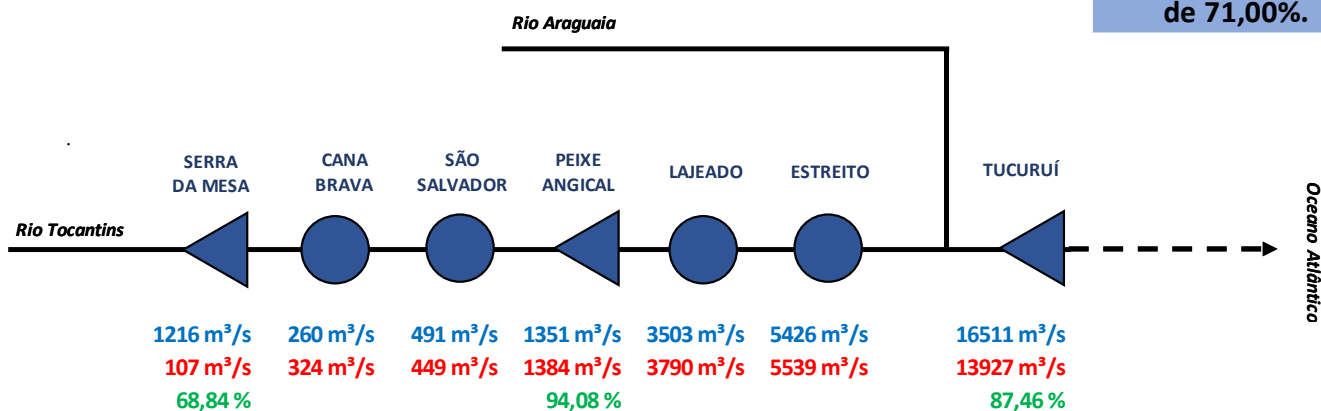 de 71,00%.
Rio Araguaia
SERRA
DA MESA
CANA
BRAVA
SÃO
SALVADOR
PEIXE
ANGICAL
LAJEADO
ESTREITO
TUCURUÍ
Rio Tocantins
Oceano Atlântico
1216 m³/s 260 m³/s 491 m³/s 1351 m³/s 3503 m³/s 5426 m³/s 16511 m³/s
107 m³/s 324 m³/s 449 m³/s 1384 m³/s 3790 m³/s 5539 m³/s 13927 m³/s
68,84 % 94,08 % 87,46 %